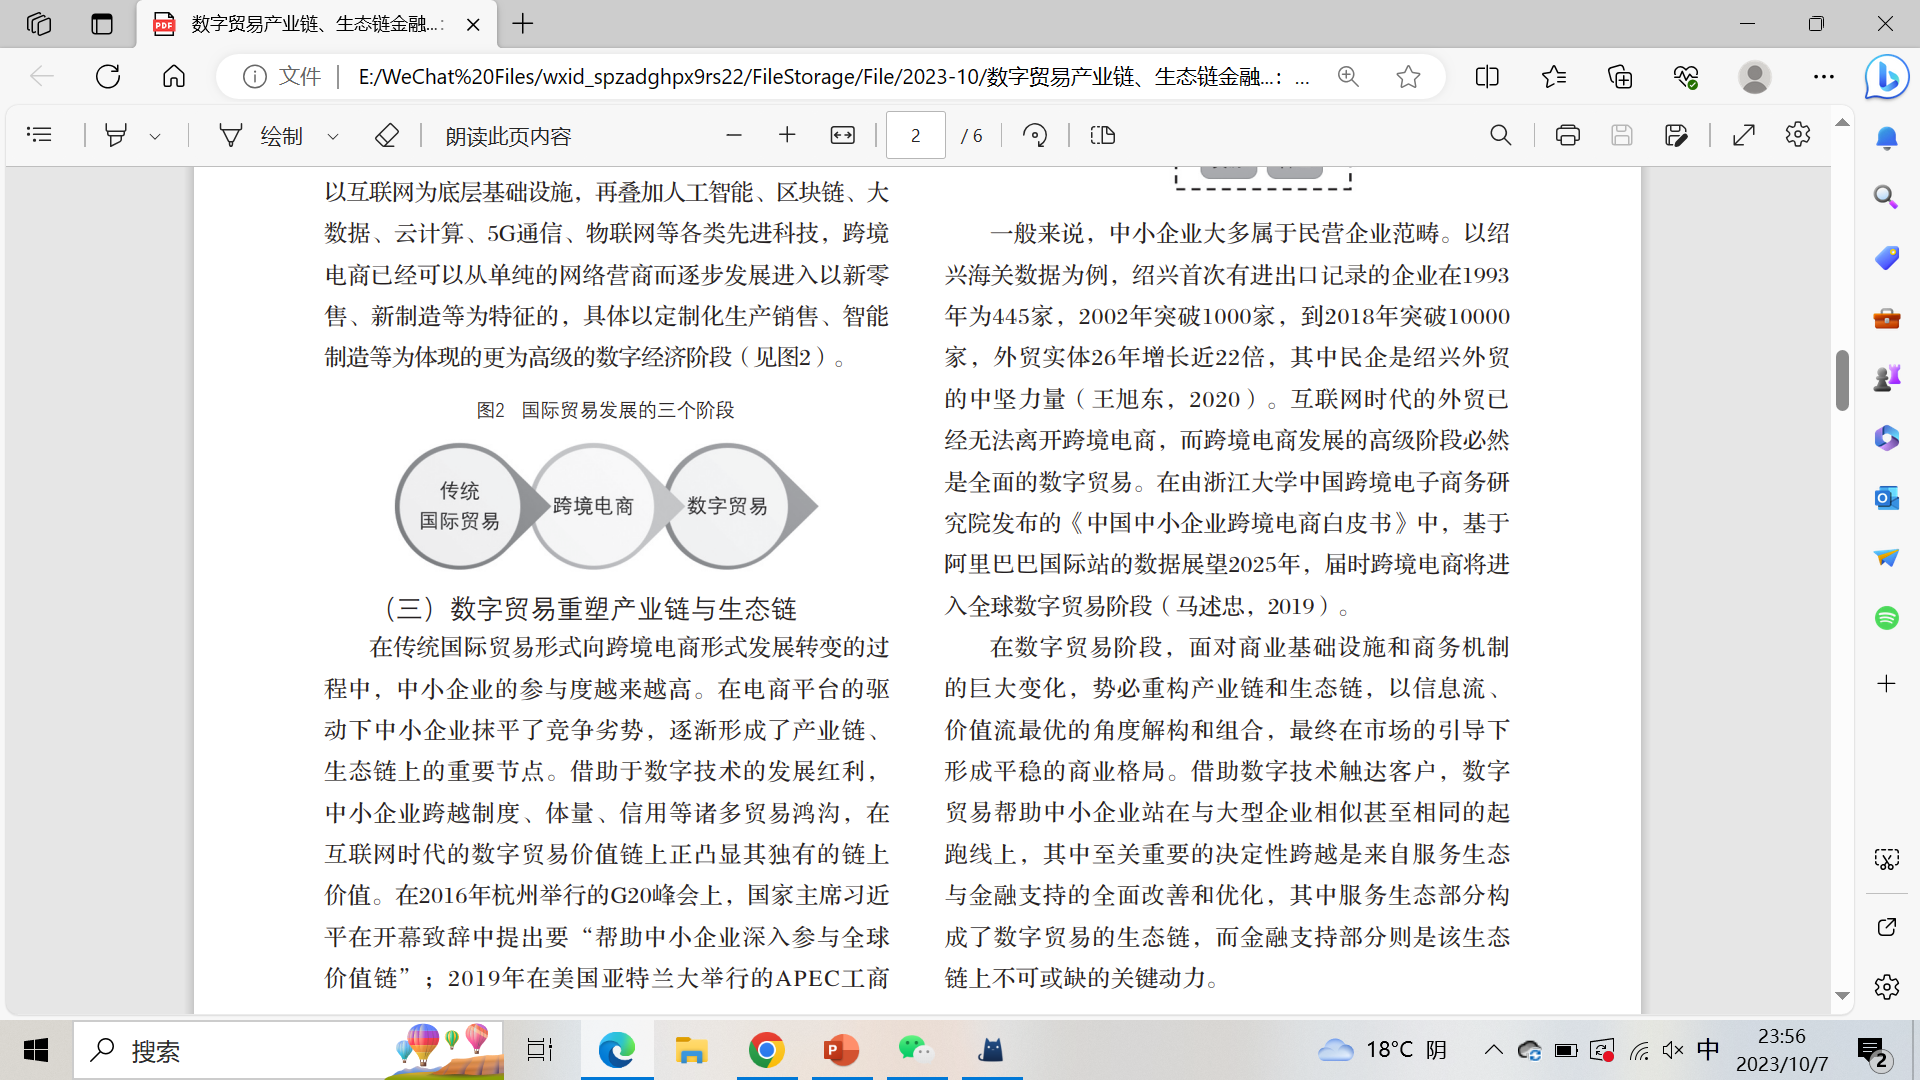 数字贸易产业链、生态链金融...:
文件
E:/WeChat%20Files/wxid_spzadghpx9rs22/FileStorage/File/2023-10/数字贸易产业链、生态链金融...：...
绘制
朗读此页内容
2
/ 6
以互联网为底层基础设施，再叠加人工智能、区块链、大
数据、云计算、5G通信、物联网等各类先进科技，跨境
电商已经可以从单纯的网络营商而逐步发展进入以新零
售、新制造等为特征的，具体以定制化生产销售、智能
制造等为体现的更为高级的数字经济阶段（见图2）。
图2 国际贸易发展的三个阶段
传统
国际贸易
跨境电商
数字贸易
（三）数字贸易重塑产业链与生态链
在传统国际贸易形式向跨境电商形式发展转变的过
程中，中小企业的参与度越来越高。在电商平台的驱
动下中小企业抹平了竞争劣势，逐渐形成了产业链、
生态链上的重要节点。借助于数字技术的发展红利，
中小企业跨越制度、体量、信用等诸多贸易鸿沟，在
互联网时代的数字贸易价值链上正凸显其独有的链上
价值。在2016年杭州举行的G20峰会上，国家主席习近
平在开幕致辞中提出要“帮助中小企业深入参与全球
价值链”；2019年在美国亚特兰大举行的APEC工商
一般来说，中小企业大多属于民营企业范畴。以绍
兴海关数据为例，绍兴首次有进出口记录的企业在1993
年为445家，2002年突破1000家，到2018年突破10000
家，外贸实体26年增长近22倍，其中民企是绍兴外贸
的中坚力量（王旭东，2020）。互联网时代的外贸已
经无法离开跨境电商，而跨境电商发展的高级阶段必然
是全面的数字贸易。在由浙江大学中国跨境电子商务研
究院发布的《中国中小企业跨境电商白皮书》中，基于
阿里巴巴国际站的数据展望2025年，届时跨境电商将进
入全球数字贸易阶段（马述忠，2019）。
在数字贸易阶段，面对商业基础设施和商务机制
的巨大变化，势必重构产业链和生态链，以信息流、
价值流最优的角度解构和组合，最终在市场的引导下
形成平稳的商业格局。借助数字技术触达客户，数字
贸易帮助中小企业站在与大型企业相似甚至相同的起
跑线上，其中至关重要的决定性跨越是来自服务生态
与金融支持的全面改善和优化，其中服务生态部分构
成了数字贸易的生态链，而金融支持部分则是该生态
链上不可或缺的关键动力。
搜索
18°C 阴
中
23:56
2023/10/7
2